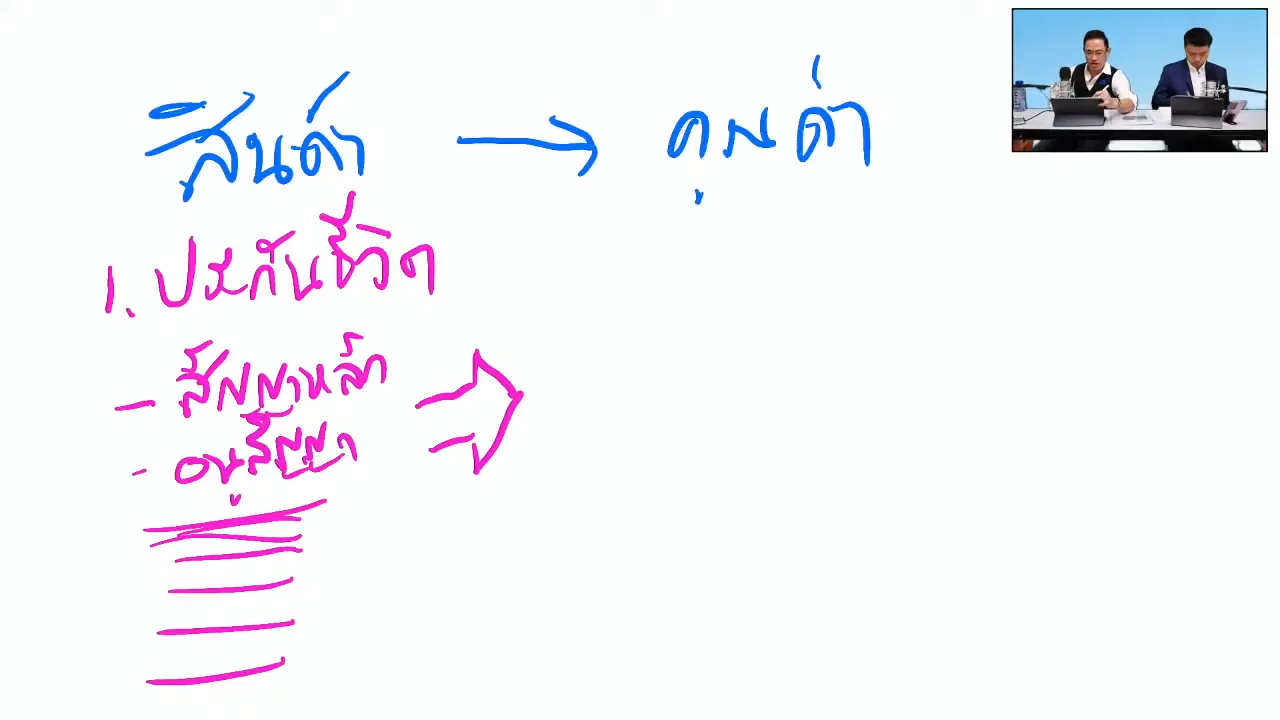 สินค้า → คุณค่า
1. ประกันชีวิต
- สัญญาหลัก
- อนุสัญญา